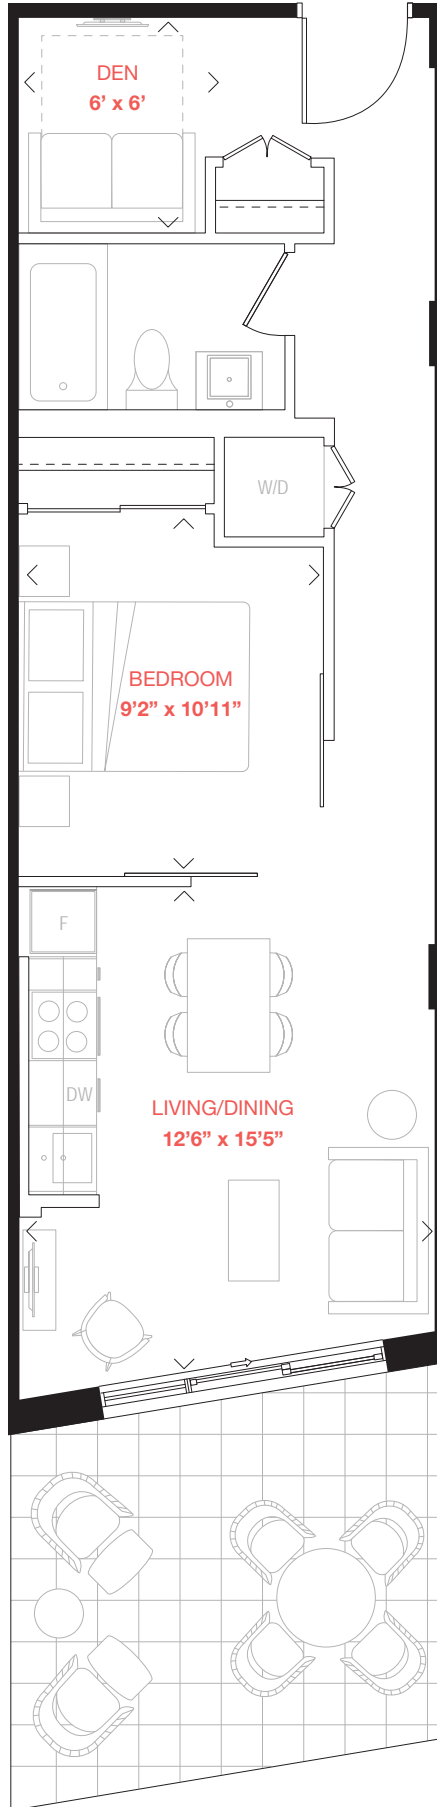 DEN
6’ x 6’
W/D
BEDROOM
9’2” x 10’11”
F
DW
LIVING/DINING
12’6” x 15’5”